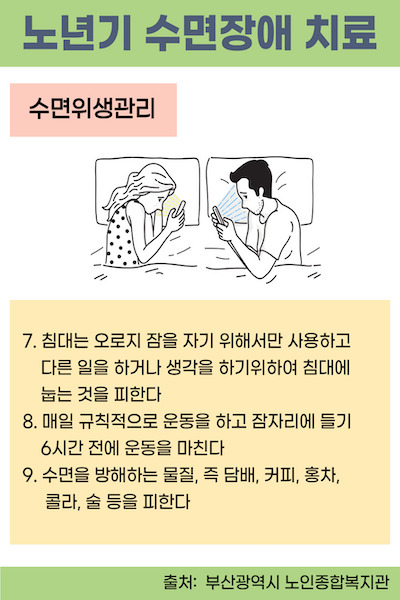 노년기 수면장애 치료
수면위생관리
7. 침대는 오로지 잠을 자기 위해서만 사용하고
다른 일을 하거나 생각을 하기위하여 침대에
눕는 것을 피한다
8. 매일 규칙적으로 운동을 하고 잠자리에 들기
6시간 전에 운동을 마친다
9. 수면을 방해하는 물질, 즉 담배, 커피, 홍차,
콜라, 술 등을 피한다
출처: 부산광역시 노인종합복지관